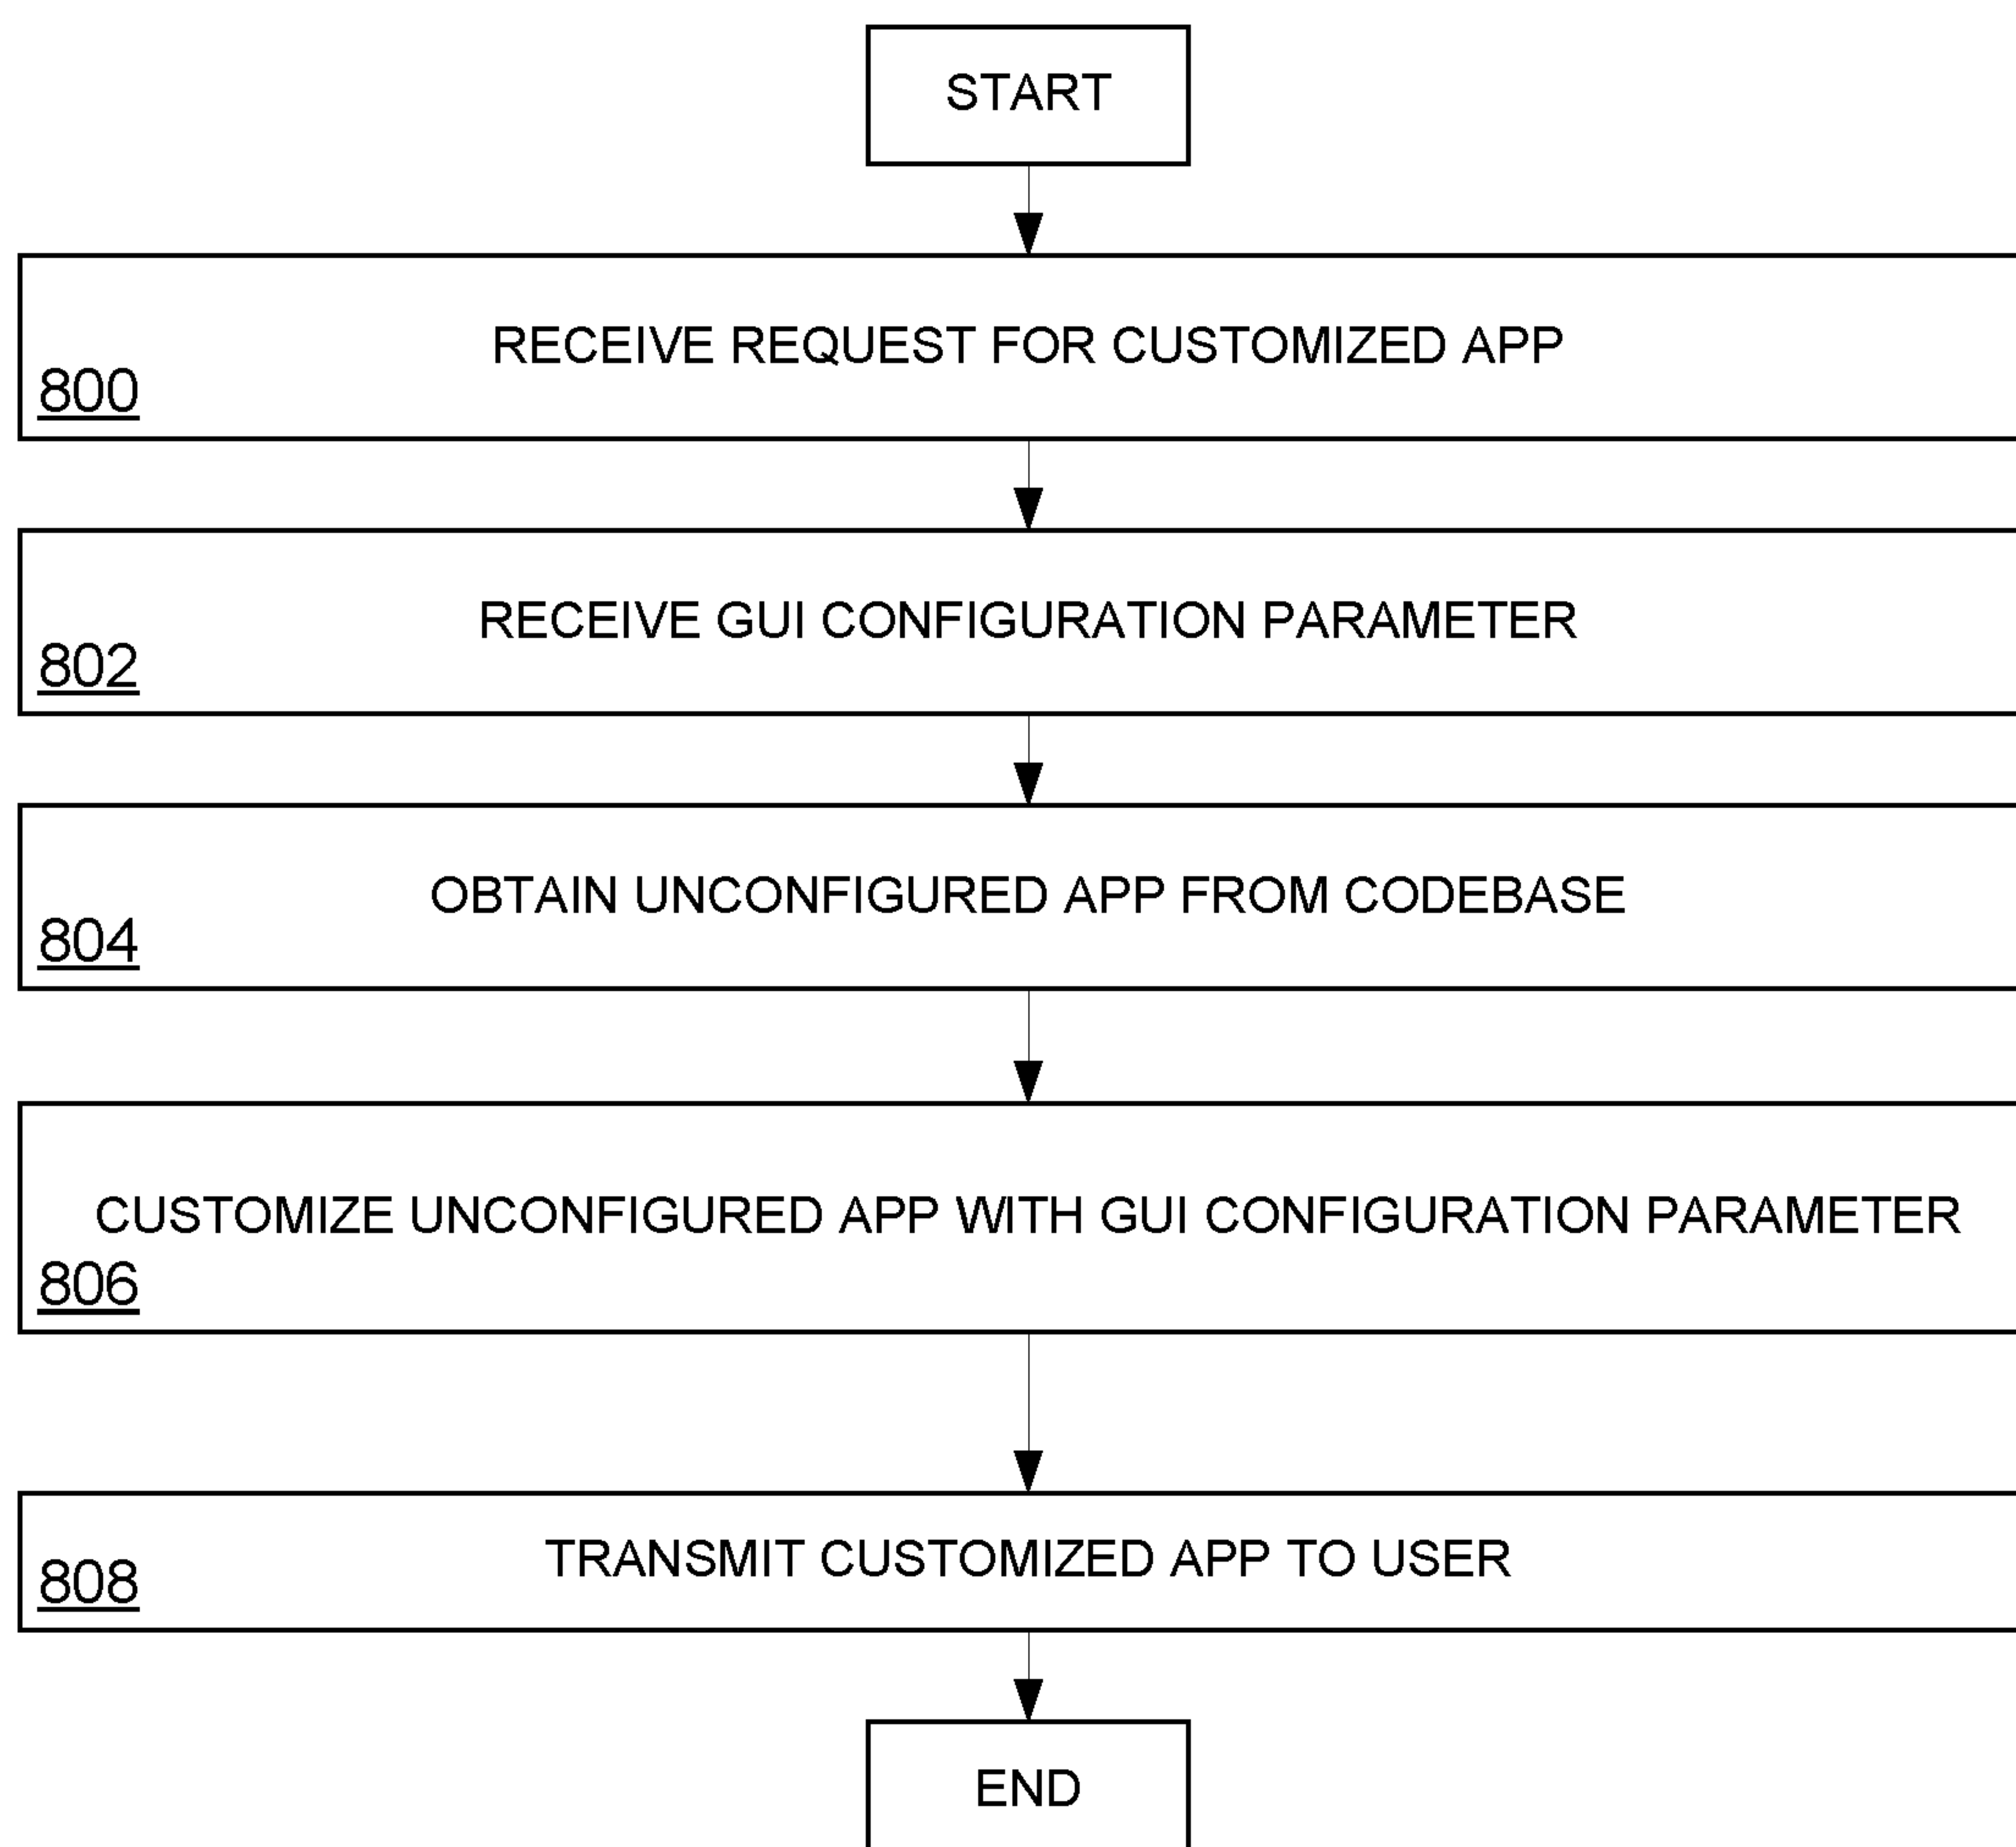 START
RECEIVE REQUEST FOR CUSTOMIZED APP
800
RECEIVE GUI CONFIGURATION PARAMETER
802
OBTAIN UNCONFIGURED APP FROM CODEBASE
804
CUSTOMIZE UNCONFIGURED APP WITH GUI CONFIGURATION PARAMETER
806
TRANSMIT CUSTOMIZED APP TO USER
808
END